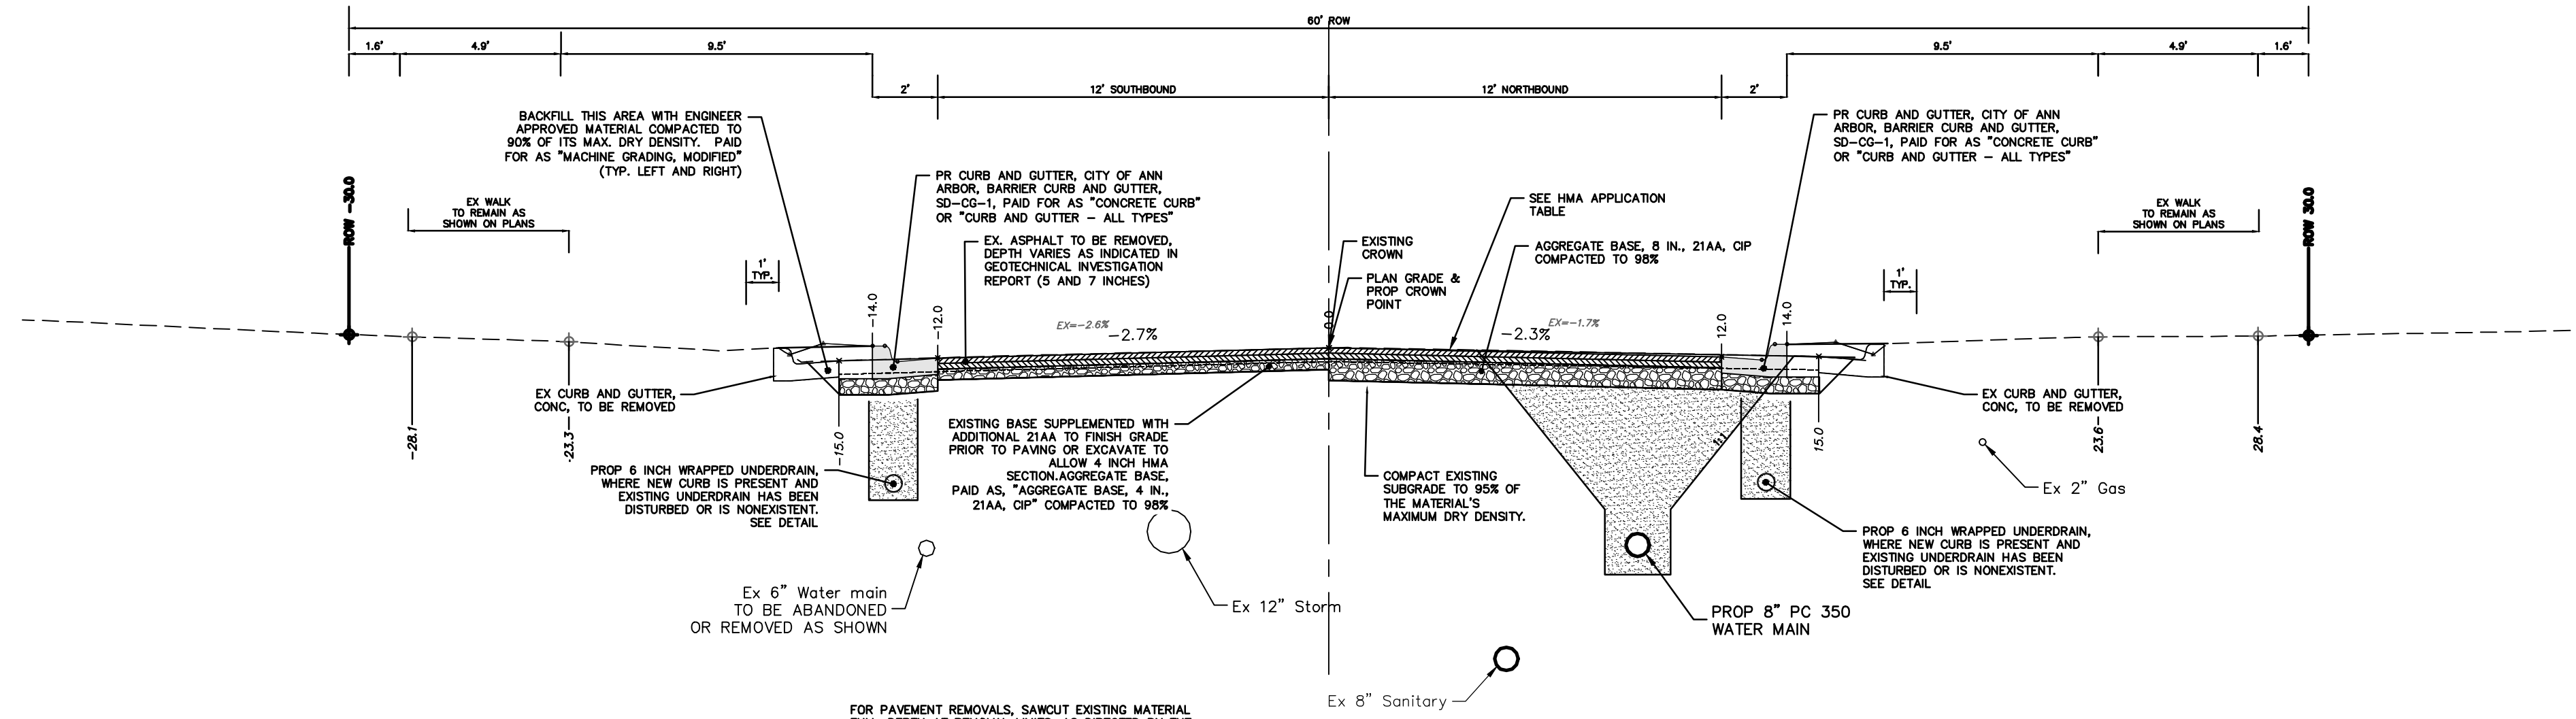 60' ROW
1.6'
4.9'
9.5'
9.5'
4.9'
1.6'
2'
12' SOUTHBOUND
12' NORTHBOUND
2'
BACKFILL THIS AREA WITH ENGINEER
APPROVED MATERIAL COMPACTED TO
90% OF ITS MAX. DRY DENSITY. PAID
FOR AS "MACHINE GRADING, MODIFIED"
(TYP. LEFT AND RIGHT)
PR CURB AND GUTTER, CITY OF ANN
ARBOR, BARRIER CURB AND GUTTER,
SD-CG-1, PAID FOR AS "CONCRETE CURB"
OR "CURB AND GUTTER - ALL TYPES"
PR CURB AND GUTTER, CITY OF ANN
ARBOR, BARRIER CURB AND GUTTER,
SD-CG-1, PAID FOR AS "CONCRETE CURB"
OR "CURB AND GUTTER - ALL TYPES"
ROW -30.0
EX WALK
TO REMAIN AS
SHOWN ON PLANS
SEE HMA APPLICATION
TABLE
EX WALK
TO REMAIN AS
SHOWN ON PLANS
ROW 30.0
EX. ASPHALT TO BE REMOVED,
DEPTH VARIES AS INDICATED IN
GEOTECHNICAL INVESTIGATION
REPORT (5 AND 7 INCHES)
EXISTING
CROWN
AGGREGATE BASE, 8 IN., 21AA, CIP
COMPACTED TO 98%
1'
TYP.
PLAN GRADE &
PROP CROWN
POINT
1'
TYP.
-14.0
-12.0
0.0
12.0
14.0
EX=-2.6%
-2.7%
-2.3%
EX=-1.7%
EX CURB AND GUTTER,
CONC, TO BE REMOVED
EX CURB AND GUTTER,
CONC, TO BE REMOVED
-28.1
-23.3
-15.0
EXISTING BASE SUPPLEMENTED WITH
ADDITIONAL 21AA TO FINISH GRADE
PRIOR TO PAVING OR EXCAVATE TO
ALLOW 4 INCH HMA
SECTION.AGGREGATE BASE,
PAID AS, "AGGREGATE BASE, 4 IN.,
21AA, CIP" COMPACTED TO 98%
1:1
15.0
23.6
28.4
PROP 6 INCH WRAPPED UNDERDRAIN,
WHERE NEW CURB IS PRESENT AND
EXISTING UNDERDRAIN HAS BEEN
DISTURBED OR IS NONEXISTENT.
SEE DETAIL
COMPACT EXISTING
SUBGRADE TO 95% OF
THE MATERIAL'S
MAXIMUM DRY DENSITY.
Ex 2" Gas
PROP 6 INCH WRAPPED UNDERDRAIN,
WHERE NEW CURB IS PRESENT AND
EXISTING UNDERDRAIN HAS BEEN
DISTURBED OR IS NONEXISTENT.
SEE DETAIL
Ex 6" Water main
TO BE ABANDONED
OR REMOVED AS SHOWN
Ex 12" Storm
PROP 8" PC 350
WATER MAIN
Ex 8" Sanitary
FOR PAVEMENT REMOVALS, SAWCUT EXISTING MATERIAL